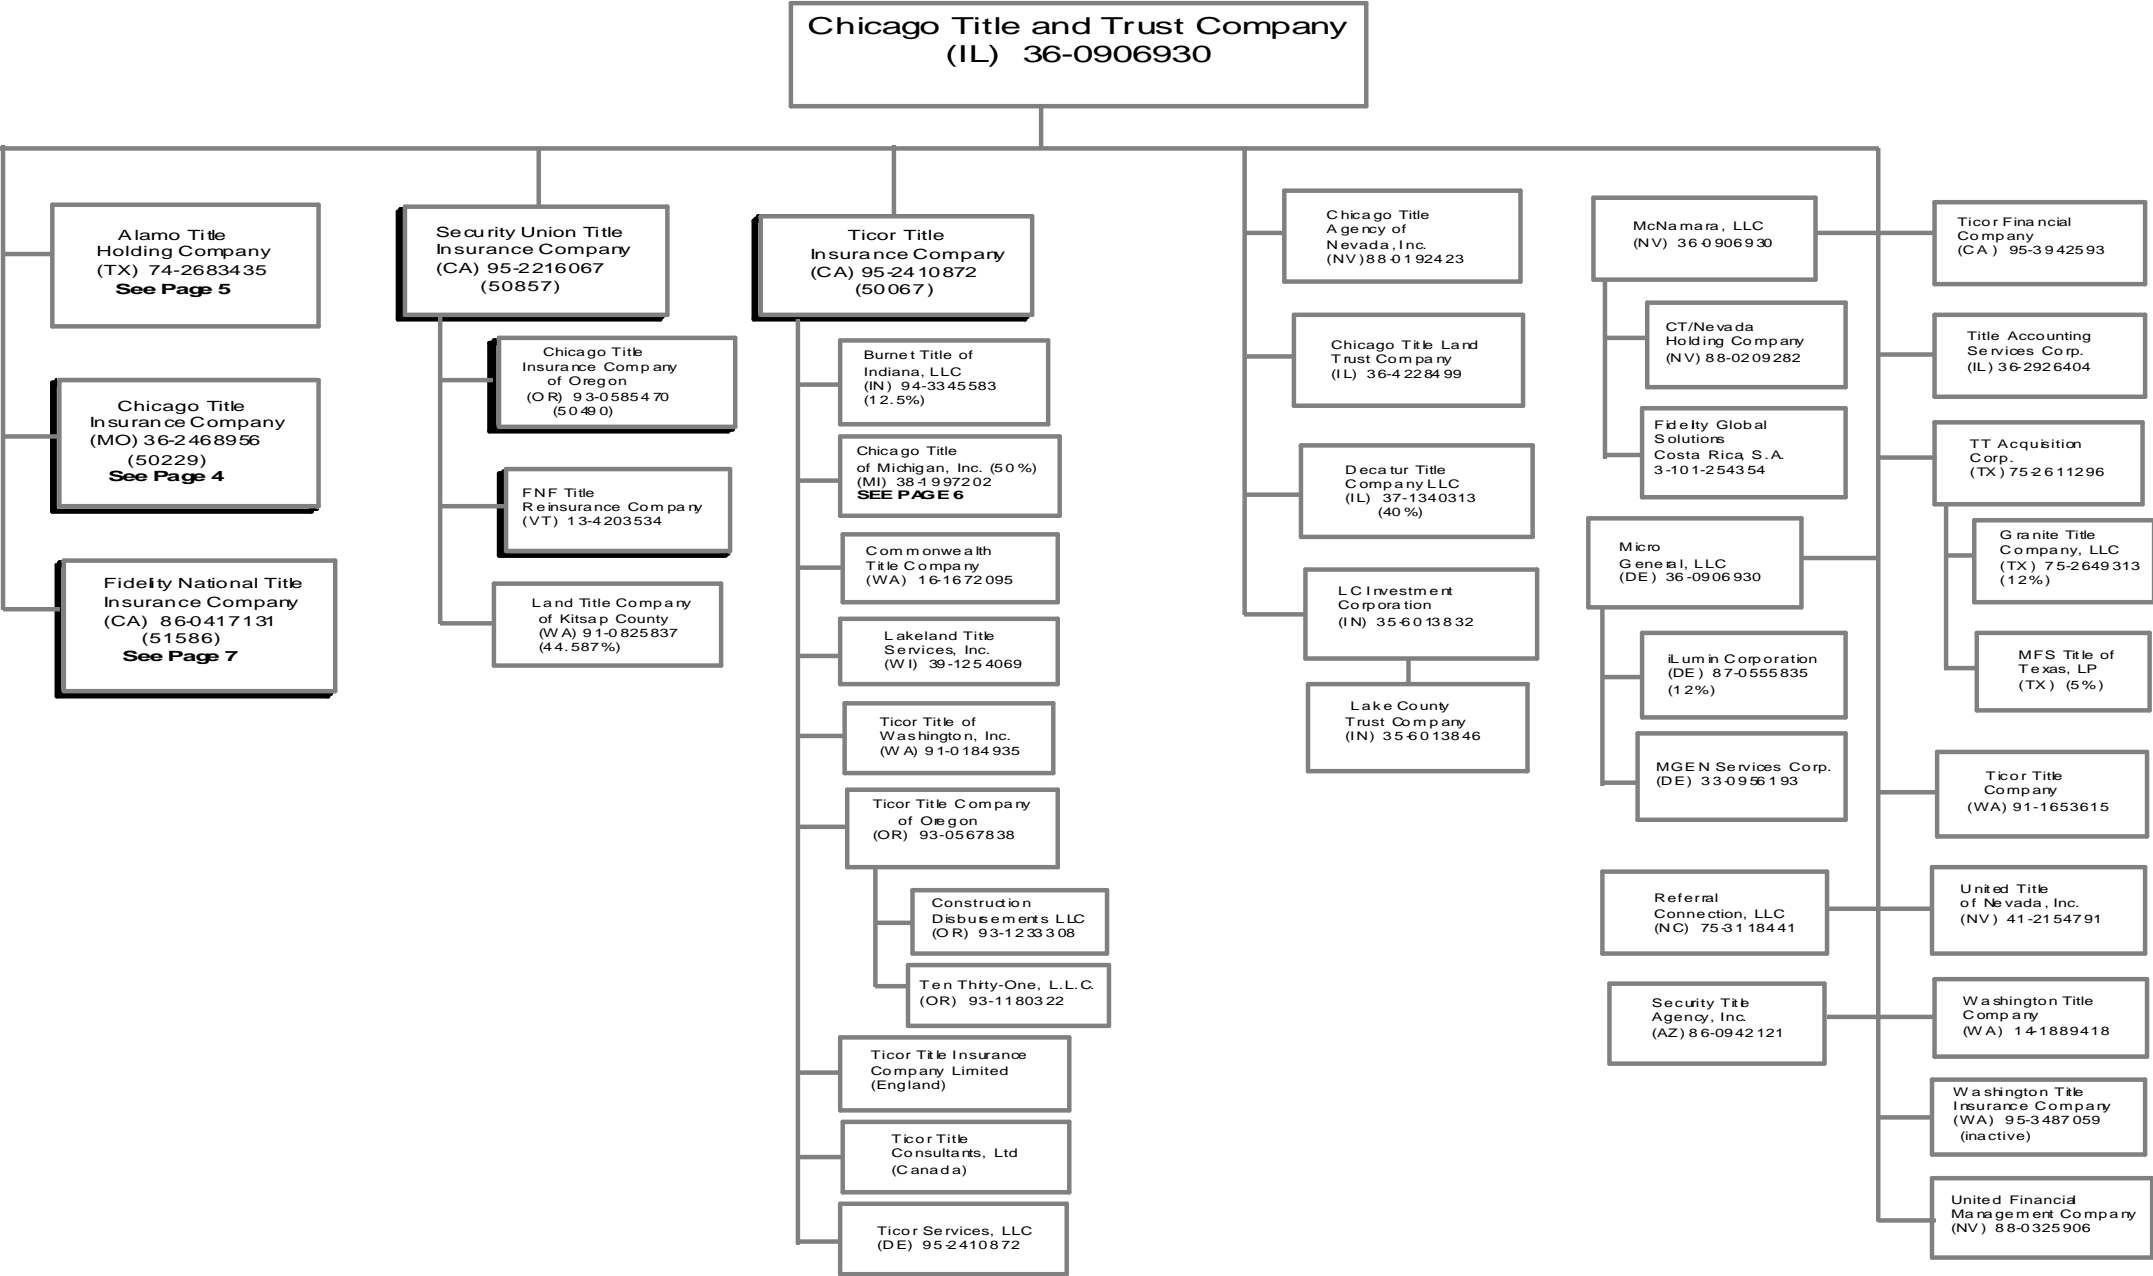 Chicago Title and Trust Company
(IL) 36-0906930
Alamo Title
Holding Company
(TX) 74-2683435
See Page 5
Chicago Title
Insurance Company
(MO) 36-2468956
(50229)
See Page 4
Fidelity National Title
Insurance Company
(CA) 86-0417131
(51586)
See Page 7
Security Union Title
Insurance Company
(CA) 95-2216067
(50857)
Chicago Title
Insurance Company
of Oregon
(OR) 93-0585470
(50490)
FNF Title
Reinsurance Company
(VT) 13-4203534
Land Title Company
of Kitsap County
(WA) 91-0825837
(44.587%)
Ticor Title
Insurance Company
(CA) 95-2410872
(50067)
Burnet Title of
Indiana, LLC
(IN) 94-3345583
(12.5%)
Chicago Title
of Michigan, Inc. (50%)
(MI) 38-1997202
SEE PAGE 6
Commonwealth
Title Company
(WA) 16-1672095
Lakeland Title
Services, Inc.
(WI) 39-1254069
Ticor Title of
Washington, Inc.
(WA) 91-0184935
Ticor Title Company
of Oregon
(OR) 93-0567838
Construction
Disbursements LLC
(OR) 93-1233308
Ten Thirty-One, L.L.C.
(OR) 93-1180322
Ticor Title Insurance
Company Limited
(England)
Ticor Title
Consultants, Ltd
(Canada)
Ticor Services, LLC
(DE) 95-2410872
Chicago Title
Agency of
Nevada, Inc.
(NV) 88-0192423
Chicago Title Land
Trust Company
(IL) 36-4228499
Decatur Title
Company LLC
(IL) 37-1340313
(40%)
LC Investment
Corporation
(IN) 35-6013832
Lake County
Trust Company
(IN) 35-6013846
McNamara, LLC
(NV) 36-0906930
CT/Nevada
Holding Company
(NV) 88-0209282
Fidelty Global
Solutions
Costa Rica, S.A.
3-101-254354
Micro
General, LLC
(DE) 36-0906930
iLumin Corporation
(DE) 87-0555835
(12%)
MGEN Services Corp.
(DE) 33-0956193
Referral
Connection, LLC
(NC) 75-3118441
Security Title
Agency, Inc.
(AZ) 86-0942121
Ticor Financial
Company
(CA) 95-3942593
Title Accounting
Services Corp.
(IL) 36-2926404
TT Acquisition
Corp.
(TX) 75-2611296
Granite Title
Company, LLC
(TX) 75-2649313
(12%)
MFS Title of
Texas, LP
(TX) (5%)
Ticor Title
Company
(WA) 91-1653615
United Title
of Nevada, Inc.
(NV) 41-2154791
Washington Title
Company
(WA) 14-1889418
Washington Title
Insurance Company
(WA) 95-3487059
(inactive)
United Financial
Management Company
(NV) 88-0325906